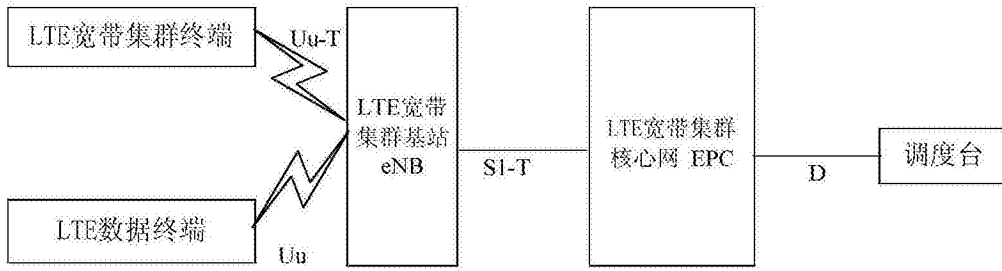 LTE宽带集群终端
Uu-T
LTE宽带
集群基站
eNB
S1-T
LTE宽带集群
核心网 EPC
D
调度台
LTE数据终端
Uu